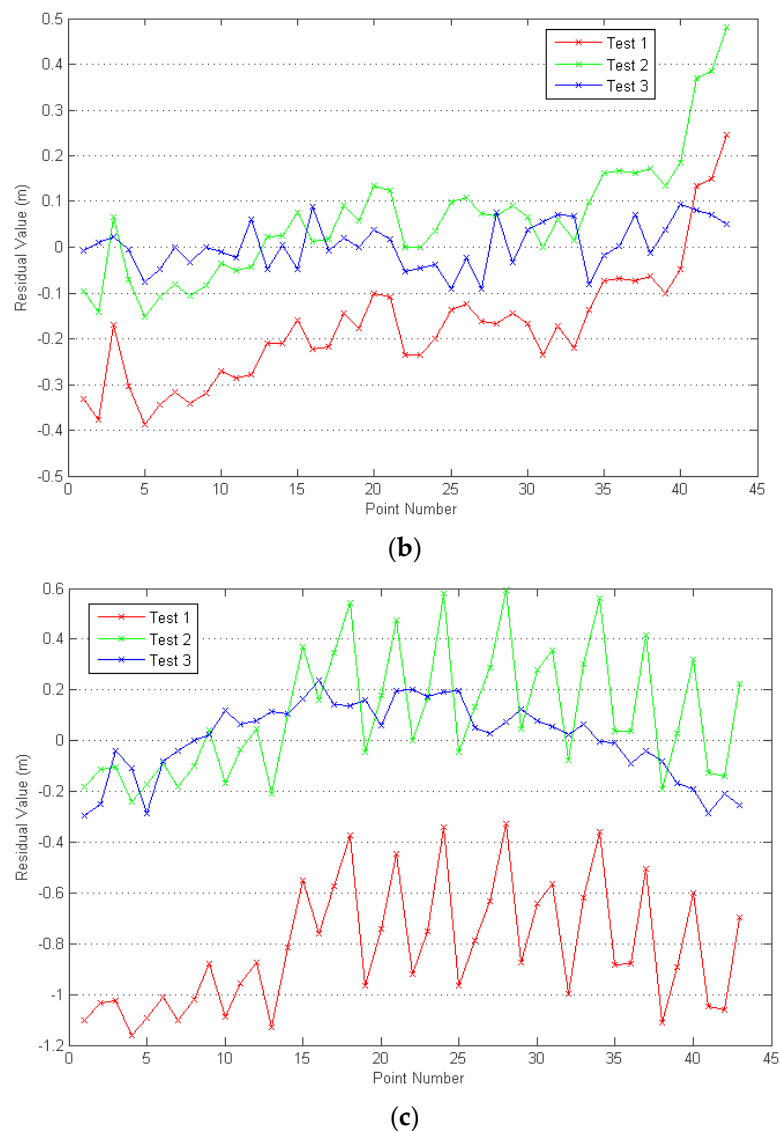 0.5
0.4
0.3
0.2
0.1
0
-0.1
-0.2
-0.3
-0.4
-0.5
Residual Value (m)
Test 1
Test 2
Test 3
0 5 10 15 20 25 30 35 40 45
Point Number
(b)
0.6
0.4
0.2
0
-0.2
-0.4
-0.6
-0.8
-1
-1.2
Residual Value (m)
Test 1
Test 2
Test 3
0 5 10 15 20 25 30 35 40 45
Point Number
(c)